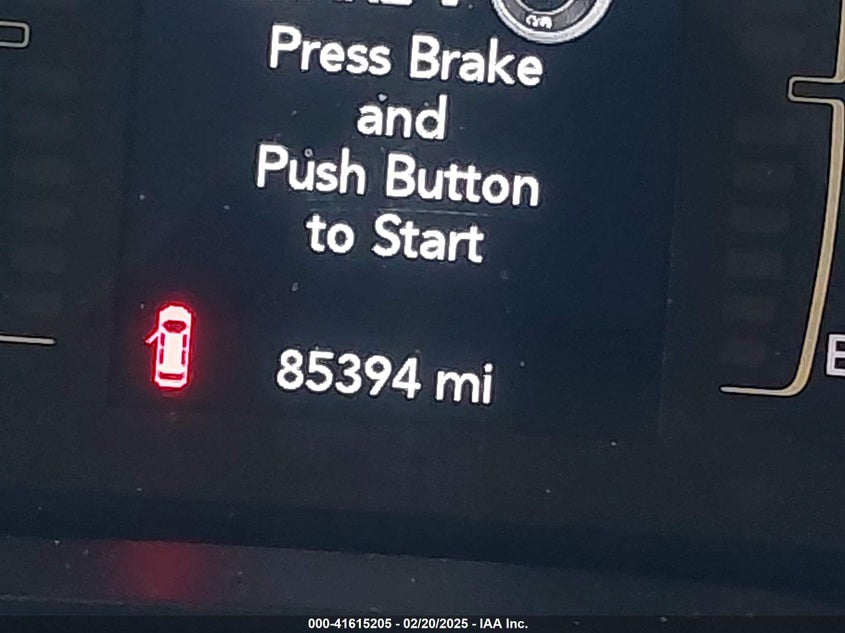 Press Brake
and
Push Button
to Start
85394 mi
E
000-41615205 - 02/20/2025 - IAA Inc.